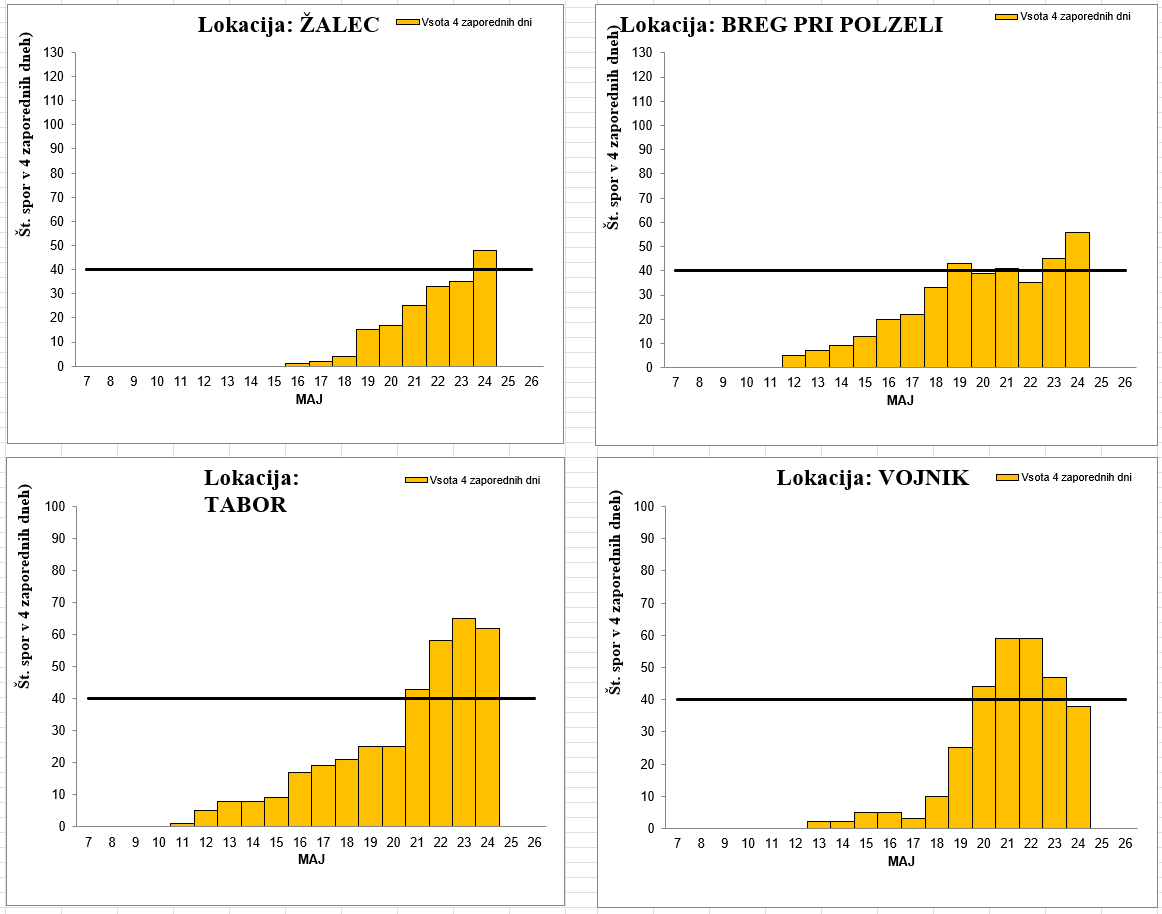 Lokacija: ŽALEC
Vsota 4 zaporednih dni
Št. spor v 4 zaporednih dneh)
130
120
110
100
90
80
70
60
50
40
30
20
10
0
7 8 9 10 11 12 13 14 15 16 17 18 19 20 21 22 23 24 25 26
MAJ
Lokacija: BREG PRI POLZELI
Vsota 4 zaporednih dni
Št. spor v 4 zaporednih dneh)
130
120
110
100
90
80
70
60
50
40
30
20
10
0
7 8 9 10 11 12 13 14 15 16 17 18 19 20 21 22 23 24 25 26
MAJ
Lokacija:
TABOR
Vsota 4 zaporednih dni
Št. spor v 4 zaporednih dneh)
100
90
80
70
60
50
40
30
20
10
0
7 8 9 10 11 12 13 14 15 16 17 18 19 20 21 22 23 24 25 26
MAJ
Lokacija: VOJNIK
Vsota 4 zaporednih dni
Št. spor v 4 zaporednih dneh)
100
90
80
70
60
50
40
30
20
10
0
7 8 9 10 11 12 13 14 15 16 17 18 19 20 21 22 23 24 25 26
MAJ